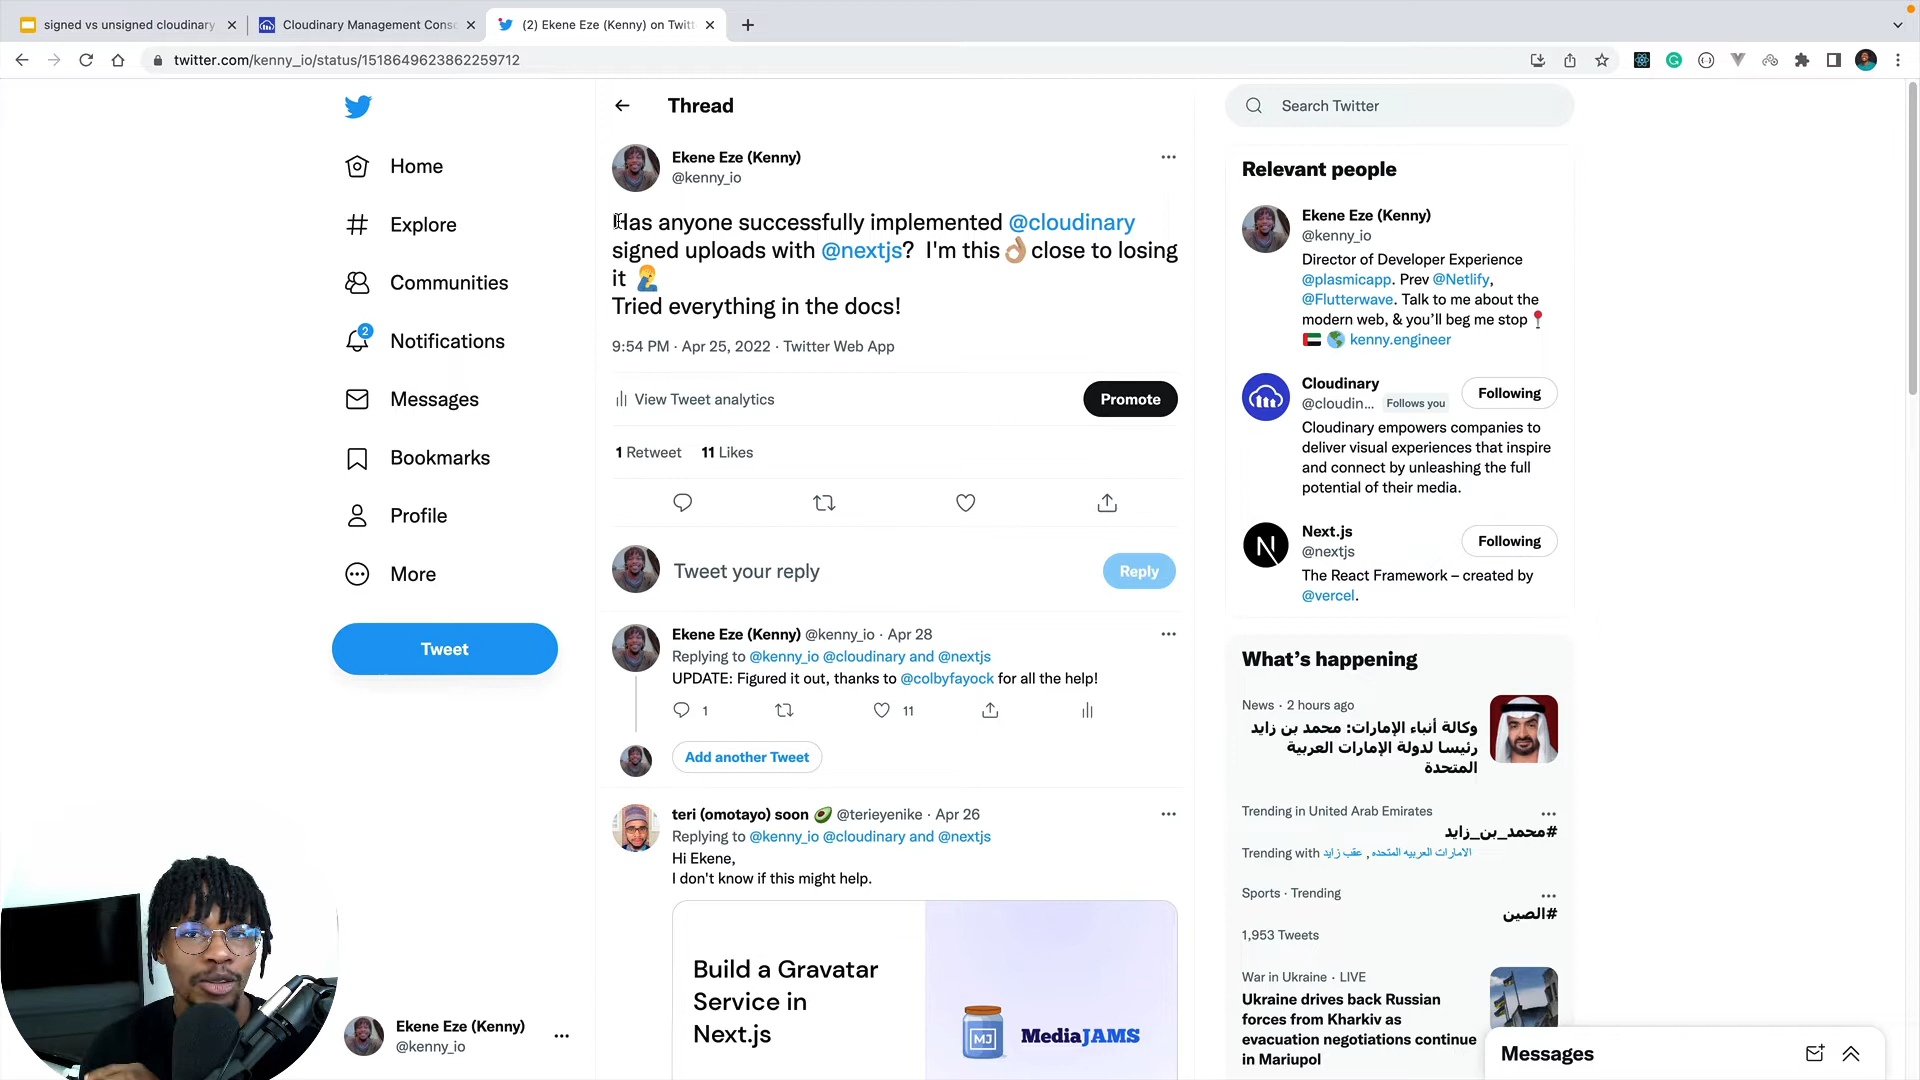 signed vs unsigned cloudinary
Cloudinary Management Conso
(2) Ekene Eze (Kenny) on Twitt
twitter.com/kenny_io/status/1518649623862259712
Home
Explore
Communities
2
Notifications
Messages
Bookmarks
Profile
More
Tweet
Ekene Eze (Kenny)
@kenny_io
Thread
Ekene Eze (Kenny)
@kenny_io
Has anyone successfully implemented @cloudinary
signed uploads with @nextjs? I'm this👌🏽close to losing
it 🤦‍♂️
Tried everything in the docs!
9:54 PM · Apr 25, 2022 · Twitter Web App
View Tweet analytics
Promote
1 Retweet 11 Likes
Tweet your reply
Reply
Ekene Eze (Kenny) @kenny_io · Apr 28
Replying to @kenny_io @cloudinary and @nextjs
UPDATE: Figured it out, thanks to @colbyfayock for all the help!
1 11
Add another Tweet
teri (omotayo) soon 🥑 @terieyenike · Apr 26
Replying to @kenny_io @cloudinary and @nextjs
Hi Ekene,
I don't know if this might help.
Build a Gravatar
Service in
Next.js
MJ
MediaJAMS
Search Twitter
Relevant people
Ekene Eze (Kenny)
@kenny_io
Director of Developer Experience
@plasmicapp. Prev @Netlify,
@Flutterwave. Talk to me about the
modern web, & you’ll beg me stop 📍
🇦🇪 🌎 kenny.engineer
Cloudinary
@cloudin... Follows you
Following
Cloudinary empowers companies to
deliver visual experiences that inspire
and connect by unleashing the full
potential of their media.
Next.js
@nextjs
Following
The React Framework – created by
@vercel.
What’s happening
News · 2 hours ago
وكالة أنباء الإمارات: محمد بن زايد
رئيسا لدولة الإمارات العربية
المتحدة
Trending in United Arab Emirates
#محمد_بن_زايد
Trending with الامارات العربيه المتحده , عقب زايد
Sports · Trending
#الصين
1,953 Tweets
War in Ukraine · LIVE
Ukraine drives back Russian
forces from Kharkiv as
evacuation negotiations continue
in Mariupol
Messages